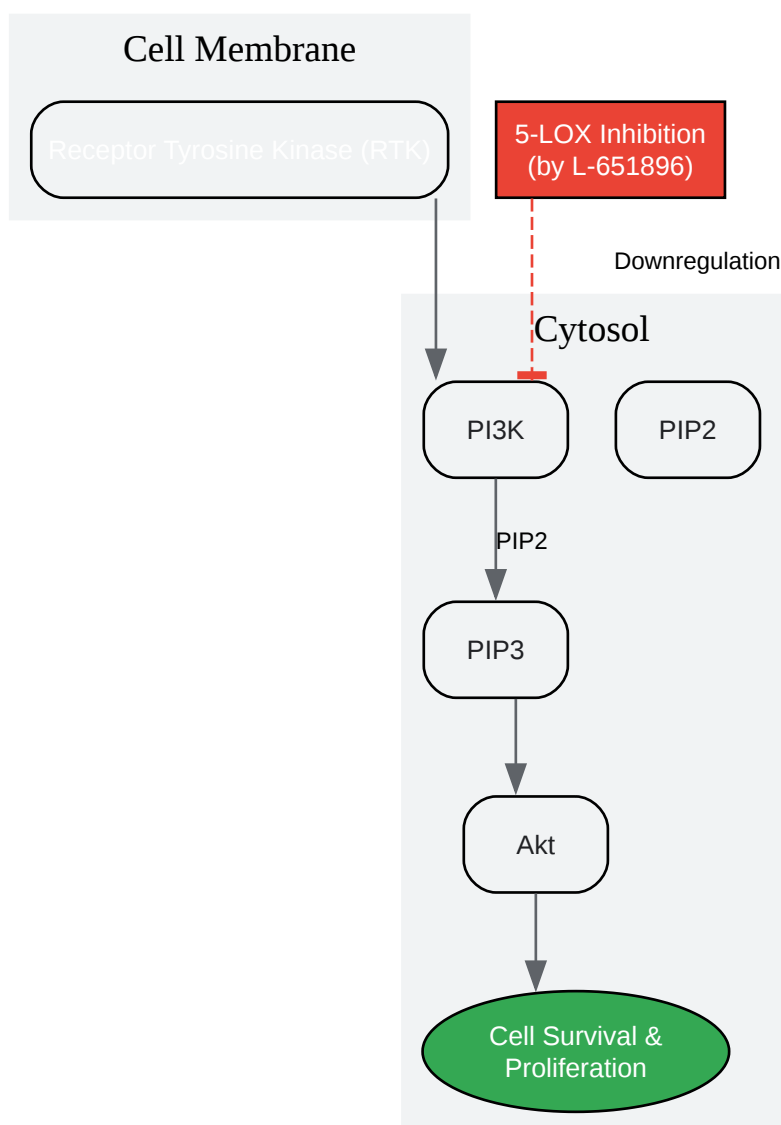 Cell Membrane
Receptor Tyrosine Kinase (RTK)
5-LOX Inhibition
(by L-651896)
Downregulation
Cytosol
PI3K
PIP2
PIP2
PIP3
Akt
Cell Survival &
Proliferation